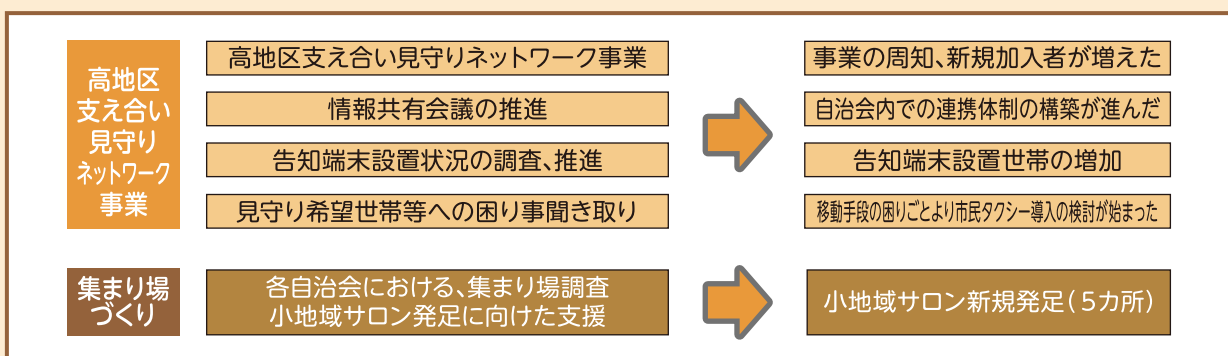 高地区
支え合い
見守り
ネットワーク
事業
高地区支え合い見守りネットワーク事業
情報共有会議の推進
告知端末設置状況の調査、推進
見守り希望世帯等への困り事聞き取り
事業の周知、新規加入者が増えた
自治会内での連携体制の構築が進んだ
告知端末設置世帯の増加
移動手段の困りごとより市民タクシー導入の検討が始まった
集まり場
づくり
各自治会における、集まり場調査
小地域サロン発足に向けた支援
小地域サロン新規発足(5カ所)